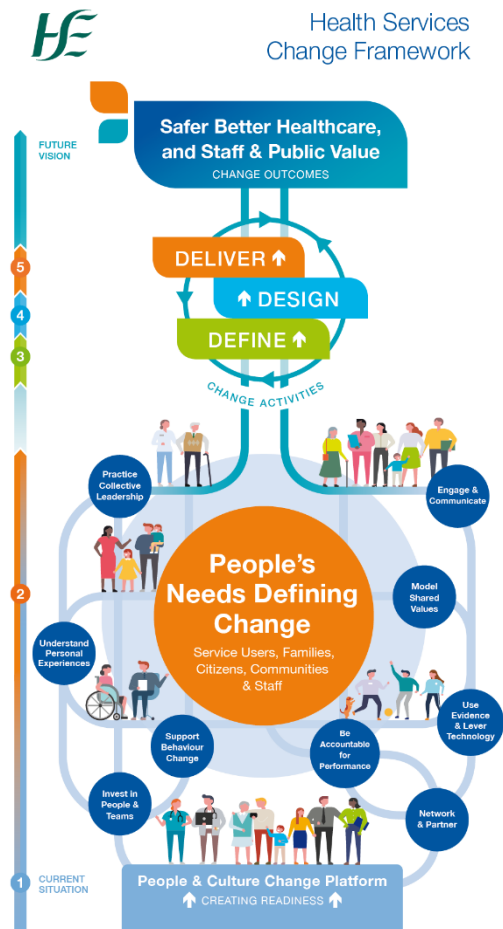 HSE
Health Services
Change Framework
FUTURE
VISION
Safer Better Healthcare,
and Staff & Public Value
CHANGE OUTCOMES
5
DELIVER
4
DESIGN
3
DEFINE
CHANGE ACTIVITIES
Practice
Collective
Leadership
Engage &
Communicate
2
People's
Needs Defining
Change
Service Users, Families,
Citizens, Communities
& Staff
Model
Shared
Values
Understand
Personal
Experiences
Use
Evidence
& Lever
Technology
Support
Behaviour
Change
Be
Accountable
for
Performance
Invest in
People &
Teams
Network
& Partner
1
CURRENT
SITUATION
People & Culture Change Platform
CREATING READINESS